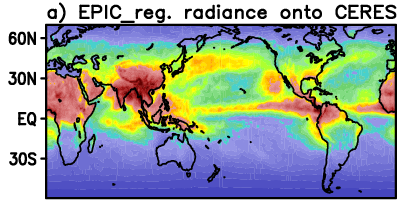 a) EPIC_reg. radiance onto CERES
60N
30N
EQ
30S